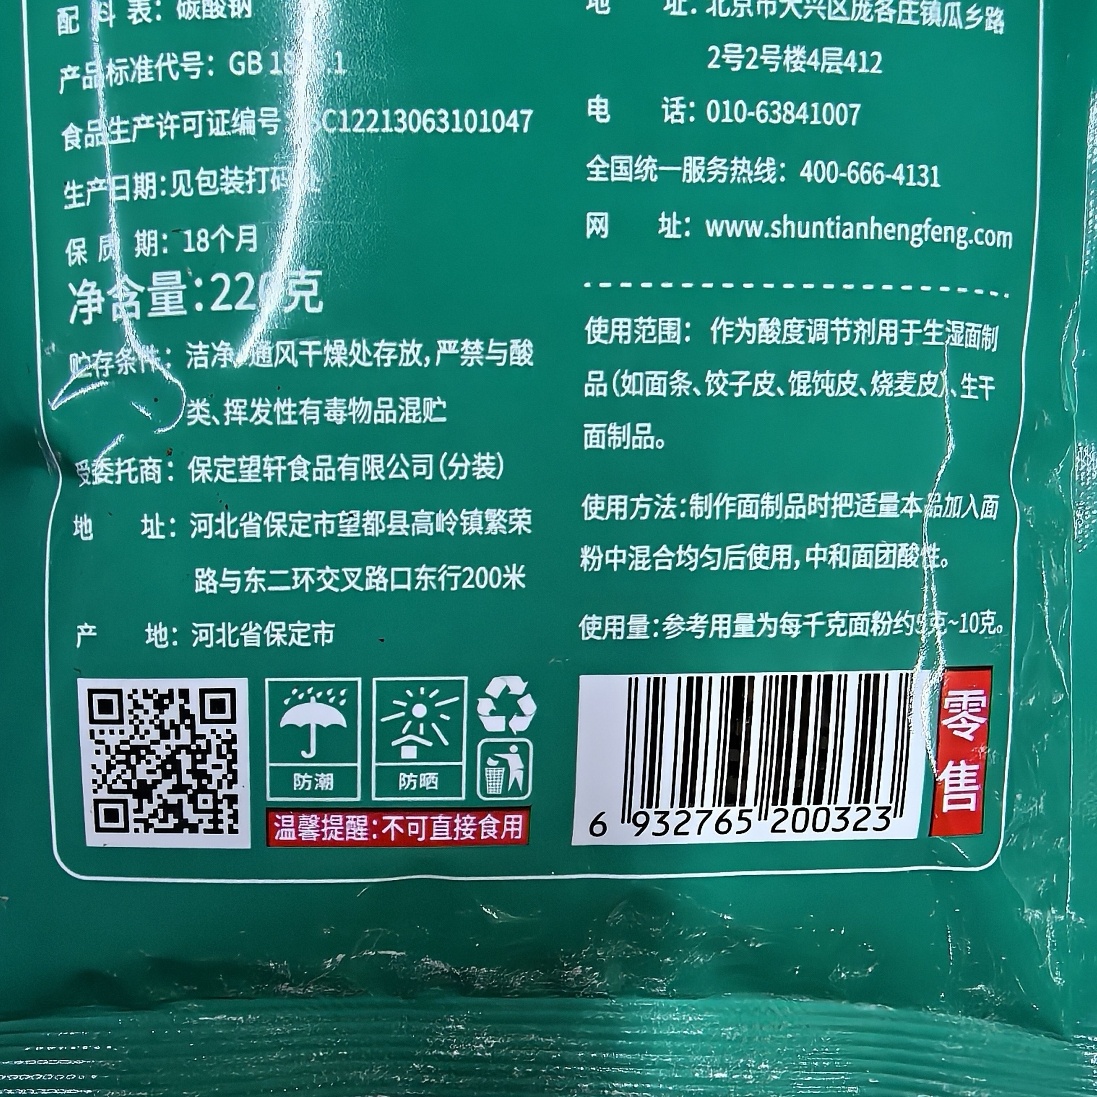 配 料 表：碳酸钠
产品标准代号：GB 18 .1
食品生产许可证编号 SC12213063101047
生产日期:见包装打码
保 质 期：18个月
净含量:22 克
贮存条件：洁净、通风干燥处存放,严禁与酸
类、挥发性有毒物品混贮
受委托商：保定望轩食品有限公司(分装)
地 址：河北省保定市望都县高岭镇繁荣
路与东二环交叉路口东行200米
产 地：河北省保定市
防潮
防晒
温馨提醒:不可直接食用
地 址：北京市大兴区庞各庄镇瓜乡路
2号2号楼4层412
电 话：010-63841007
全国统一服务热线：400-666-4131
网 址：www.shuntianhengfeng.com
使用范围：作为酸度调节剂用于生湿面制
品(如面条、饺子皮、馄饨皮、烧麦皮)、生干
面制品。
使用方法:制作面制品时把适量本品加入面
粉中混合均匀后使用,中和面团酸性。
使用量:参考用量为每千克面粉约5克~10克。
6 932765 200323
零售